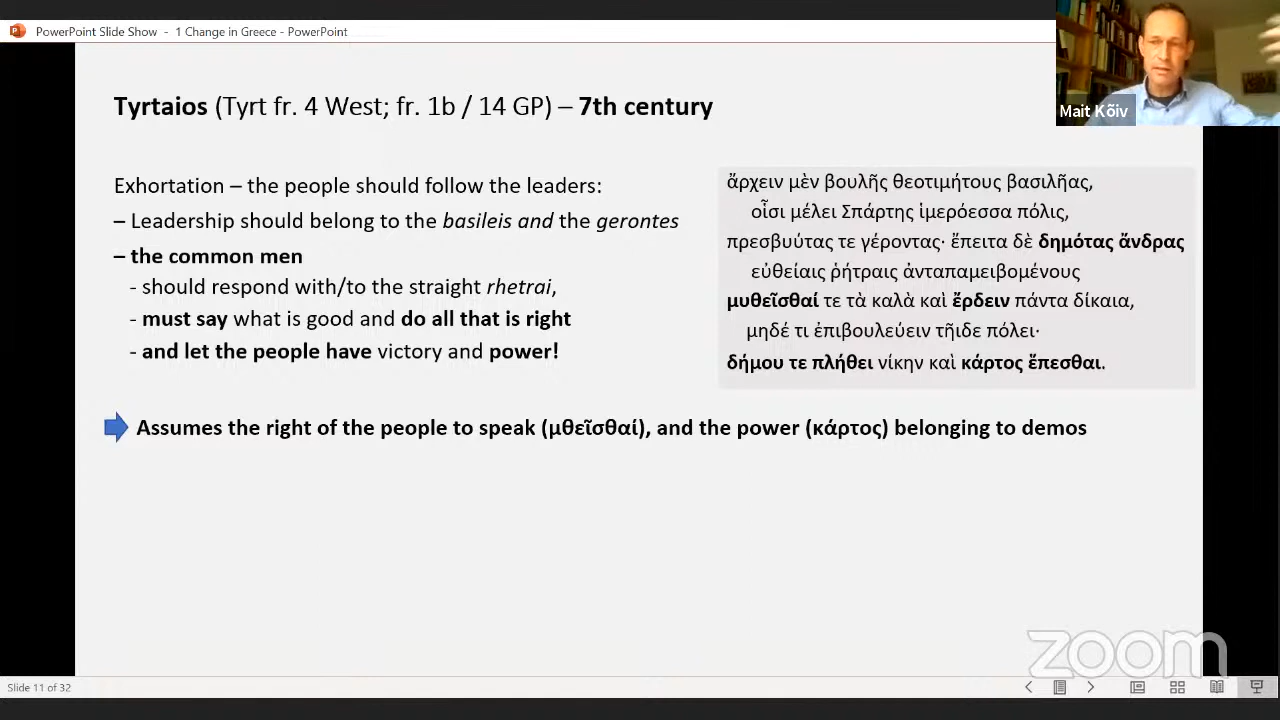 PowerPoint Slide Show - 1 Change in Greece - PowerPoint
Mait Kõiv
Tyrtaios (Tyrt fr. 4 West; fr. 1b / 14 GP) – 7th century
Exhortation – the people should follow the leaders:
– Leadership should belong to the basileis and the gerontes
– the common men
- should respond with/to the straight rhetrai,
- must say what is good and do all that is right
- and let the people have victory and power!
ἄρχειν μὲν βουλῆς θεοτιμήτους βασιλῆας,
οἷσι μέλει Σπάρτης ἱμερόεσσα πόλις,
πρεσβυύτας τε γέροντας· ἔπειτα δὲ δημότας ἄνδρας
εὐθείαις ῥήτραις ἀνταπαμειβομένους
μυθεῖσθαί τε τὰ καλὰ καὶ ἔρδειν πάντα δίκαια,
μηδέ τι ἐπιβουλεύειν τῆιδε πόλει·
δήμου τε πλήθει νίκην καὶ κάρτος ἕπεσθαι.
Assumes the right of the people to speak (μθεῖσθαί), and the power (κάρτος) belonging to demos
zoom
Slide 11 of 32